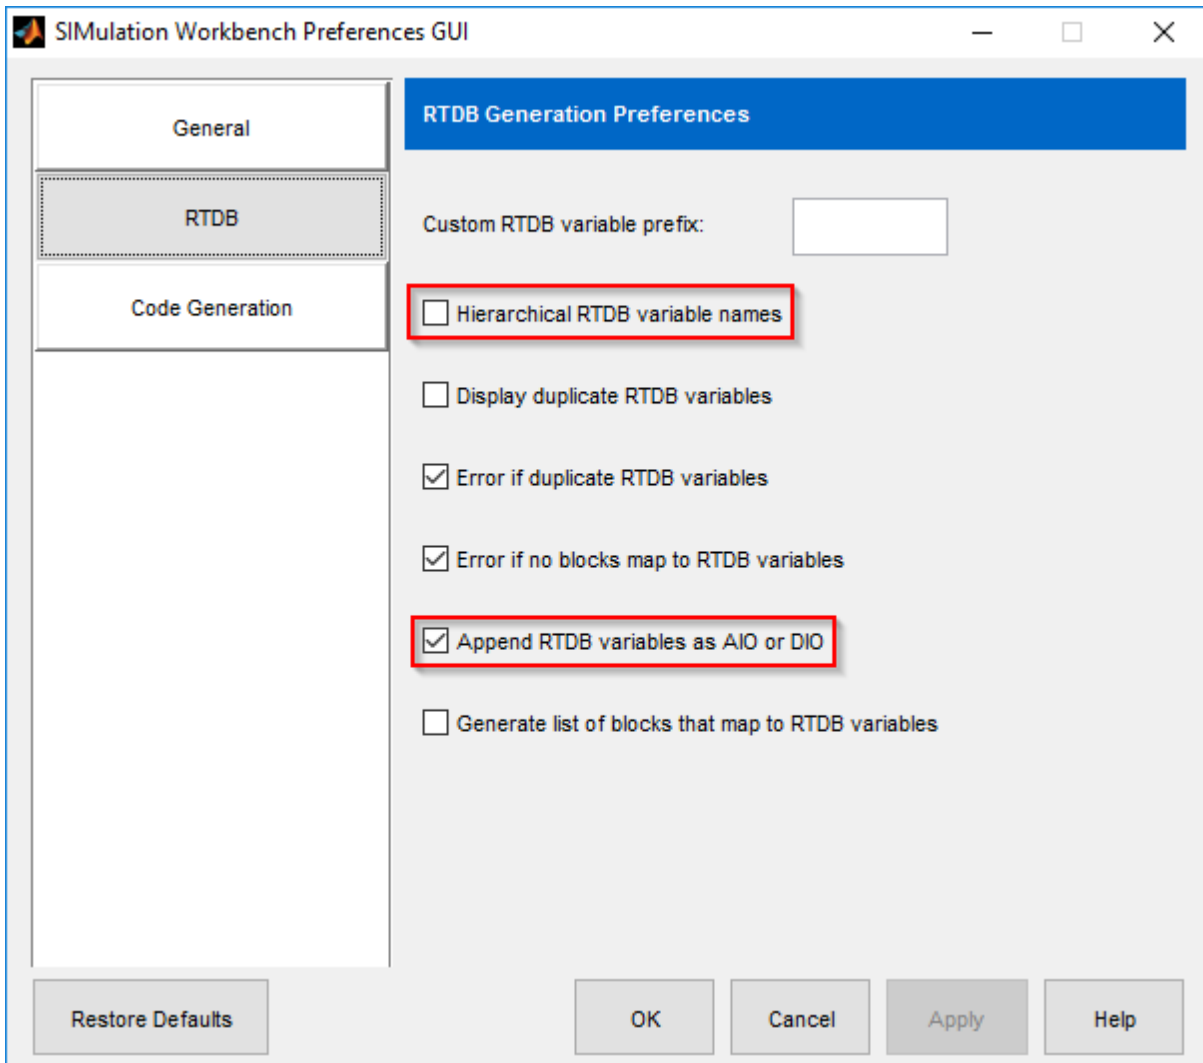 SIMulation Workbench Preferences GUI
General
RTDB
Code Generation
RTDB Generation Preferences
Custom RTDB variable prefix:
Hierarchical RTDB variable names
Display duplicate RTDB variables
Error if duplicate RTDB variables
Error if no blocks map to RTDB variables
Append RTDB variables as AIO or DIO
Generate list of blocks that map to RTDB variables
Restore Defaults
OK
Cancel
Apply
Help